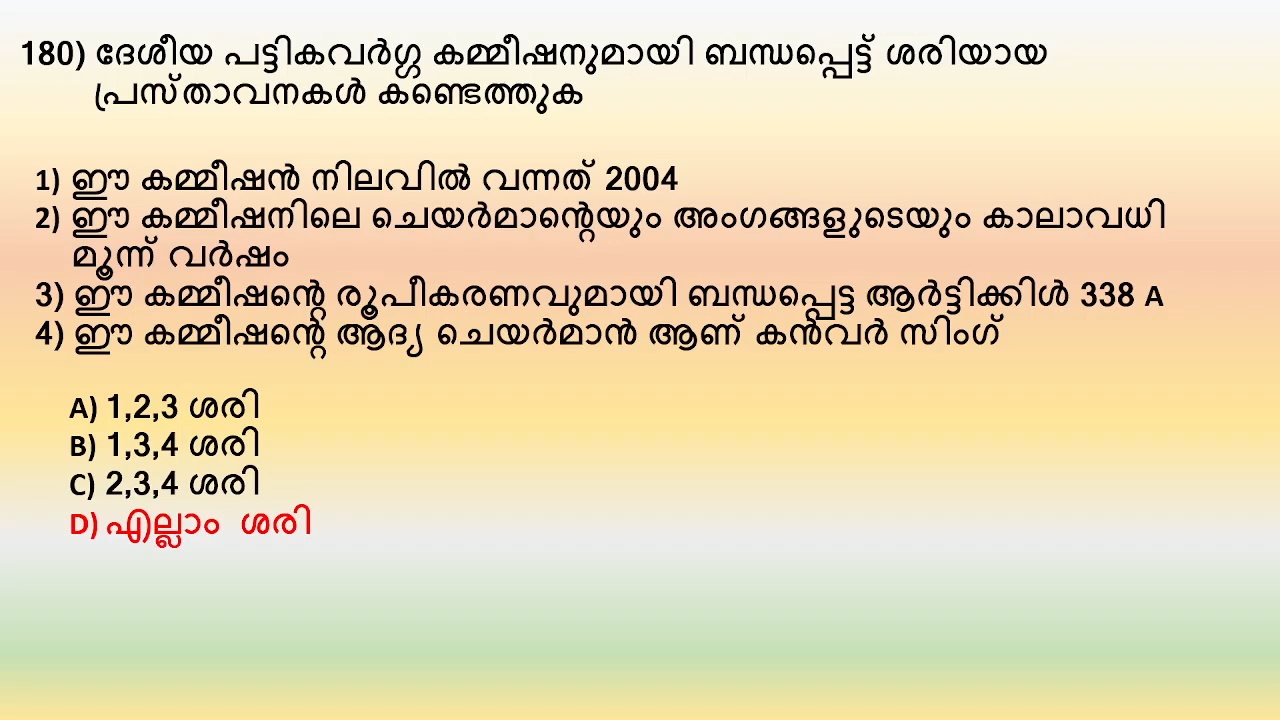 180) ദേശീയ പട്ടികവർഗ്ഗ കമ്മീഷനുമായി ബന്ധപ്പെട്ട് ശരിയായ
പ്രസ്താവനകൾ കണ്ടെത്തുക
1) ഈ കമ്മീഷൻ നിലവിൽ വന്നത് 2004
2) ഈ കമ്മീഷനിലെ ചെയർമാന്റെയും അംഗങ്ങളുടെയും കാലാവധി
മൂന്ന് വർഷം
3) ഈ കമ്മീഷന്റെ രൂപീകരണവുമായി ബന്ധപ്പെട്ട ആർട്ടിക്കിൾ 338 A
4) ഈ കമ്മീഷന്റെ ആദ്യ ചെയർമാൻ ആണ് കൻവർ സിംഗ്
A) 1,2,3 ശരി
B) 1,3,4 ശരി
C) 2,3,4 ശരി
D) എല്ലാം ശരി